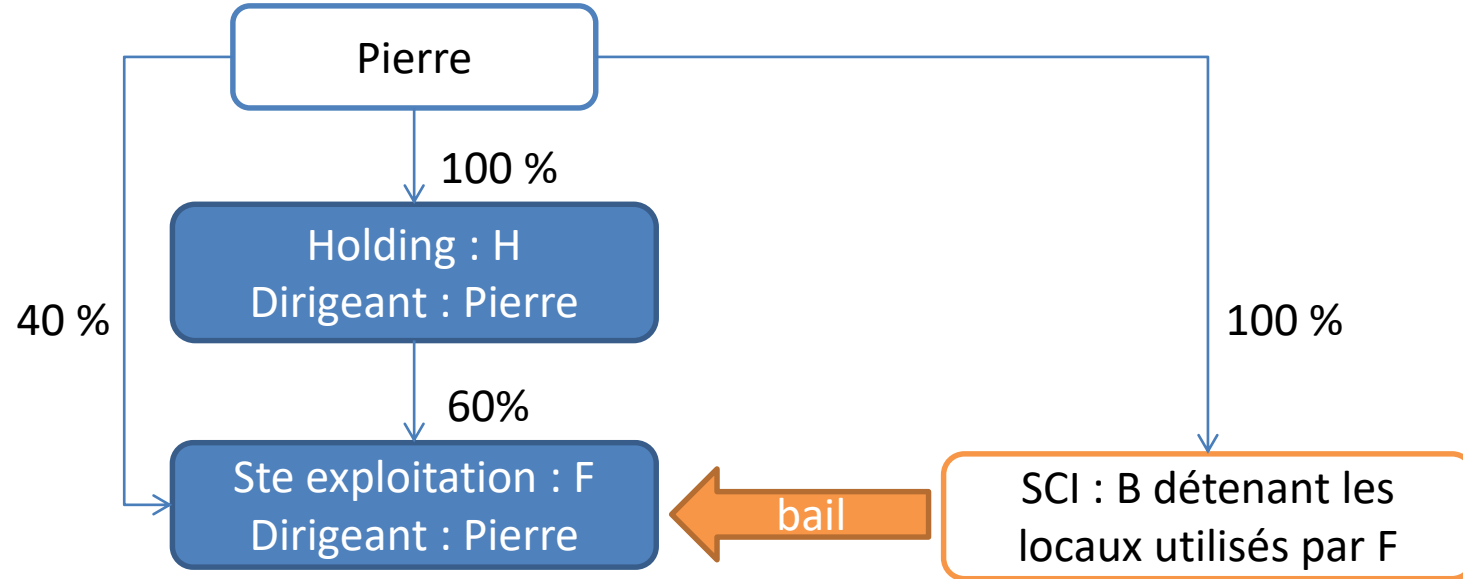 Pierre
100 %
Holding : H
Dirigeant : Pierre
40 %
100 %
60%
Ste exploitation : F
Dirigeant : Pierre
bail
SCI : B détenant les
locaux utilisés par F